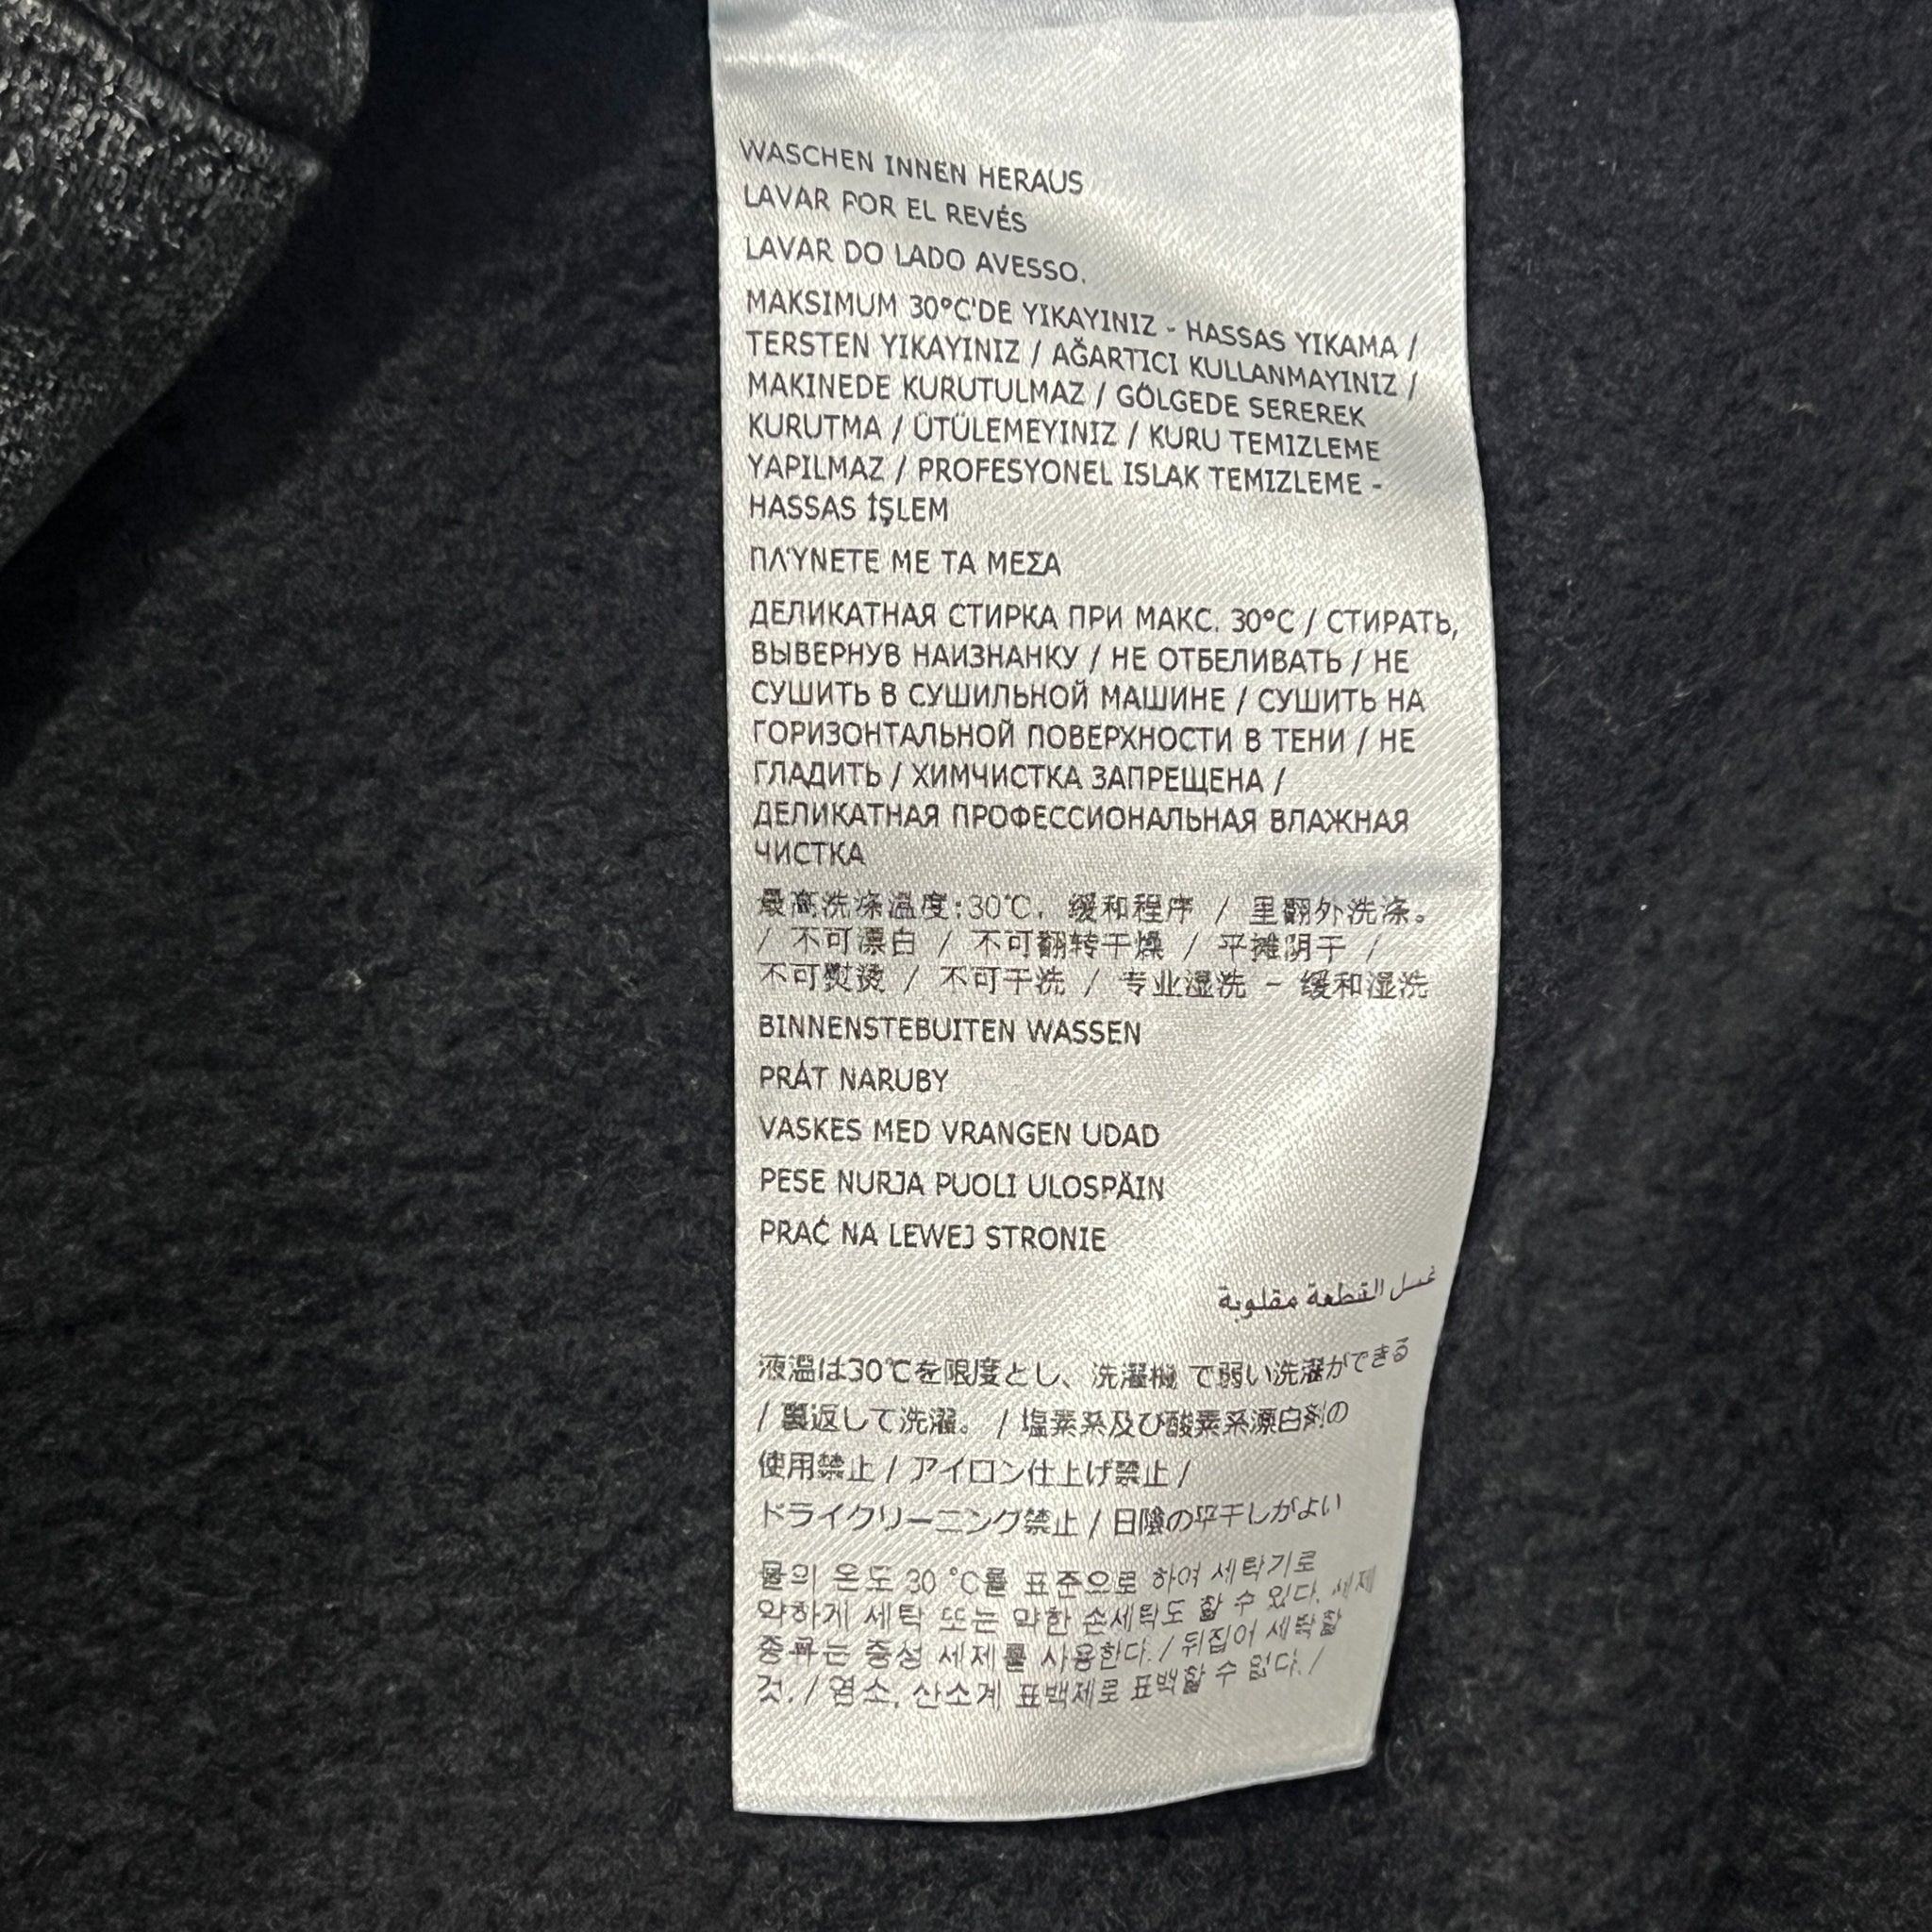 WASCHEN INNEN HERAUS
LAVAR POR EL REVÉS
LAVAR DO LADO AVESSO.
MAKSIMUM 30°C'DE YIKAYINIZ - HASSAS YIKAMA /
TERSTEN YIKAYINIZ / AĞARTICI KULLANMAYINIZ /
MAKINEDE KURUTULMAZ / GÖLGEDE SEREREK
KURUTMA / ÜTÜLEMEYINIZ / KURU TEMIZLEME
YAPILMAZ / PROFESYONEL ISLAK TEMIZLEME -
HASSAS İŞLEM
ΠΛΎΝΕΤΕ ΜΕ ΤΑ ΜΕΣΑ
ДЕЛИКАТНАЯ СТИРКА ПРИ МАКС. 30°C / СТИРАТЬ,
ВЫВЕРНУВ НАИЗНАНКУ / НЕ ОТБЕЛИВАТЬ / НЕ
СУШИТЬ В СУШИЛЬНОЙ МАШИНЕ / СУШИТЬ НА
ГОРИЗОНТАЛЬНОЙ ПОВЕРХНОСТИ В ТЕНИ / НЕ
ГЛАДИТЬ / ХИМЧИСТКА ЗАПРЕЩЕНА /
ДЕЛИКАТНАЯ ПРОФЕССИОНАЛЬНАЯ ВЛАЖНАЯ
ЧИСТКА
最高洗涤温度:30℃. 缓和程序 / 里翻外洗涤。
/ 不可漂白 / 不可翻转干燥 / 平摊阴干 /
不可熨烫 / 不可干洗 / 专业湿洗 - 缓和湿洗
BINNENSTEBUITEN WASSEN
PRÁT NARUBY
VASKES MED VRANGEN UDAD
PESE NURJA PUOLI ULOSPÄIN
PRAĆ NA LEWEJ STRONIE
غسل القطعة مقلوبة
液温は30℃を限度とし、洗濯機 で弱い洗濯ができる
/ 裏返して洗濯。 / 塩素系及び酸素系漂白剤の
使用禁止 / アイロン仕上げ禁止 /
ドライクリーニング禁止 / 日陰の平干しがよい
물의 온도 30 ℃를 표준으로 하여 세탁기로
약하게 세탁 또는 약한 손세탁도 할 수 있다. 세제
종류는 중성 세제를 사용한다. / 뒤집어 세탁할
것. / 염소, 산소계 표백제로 표백할 수 없다. /